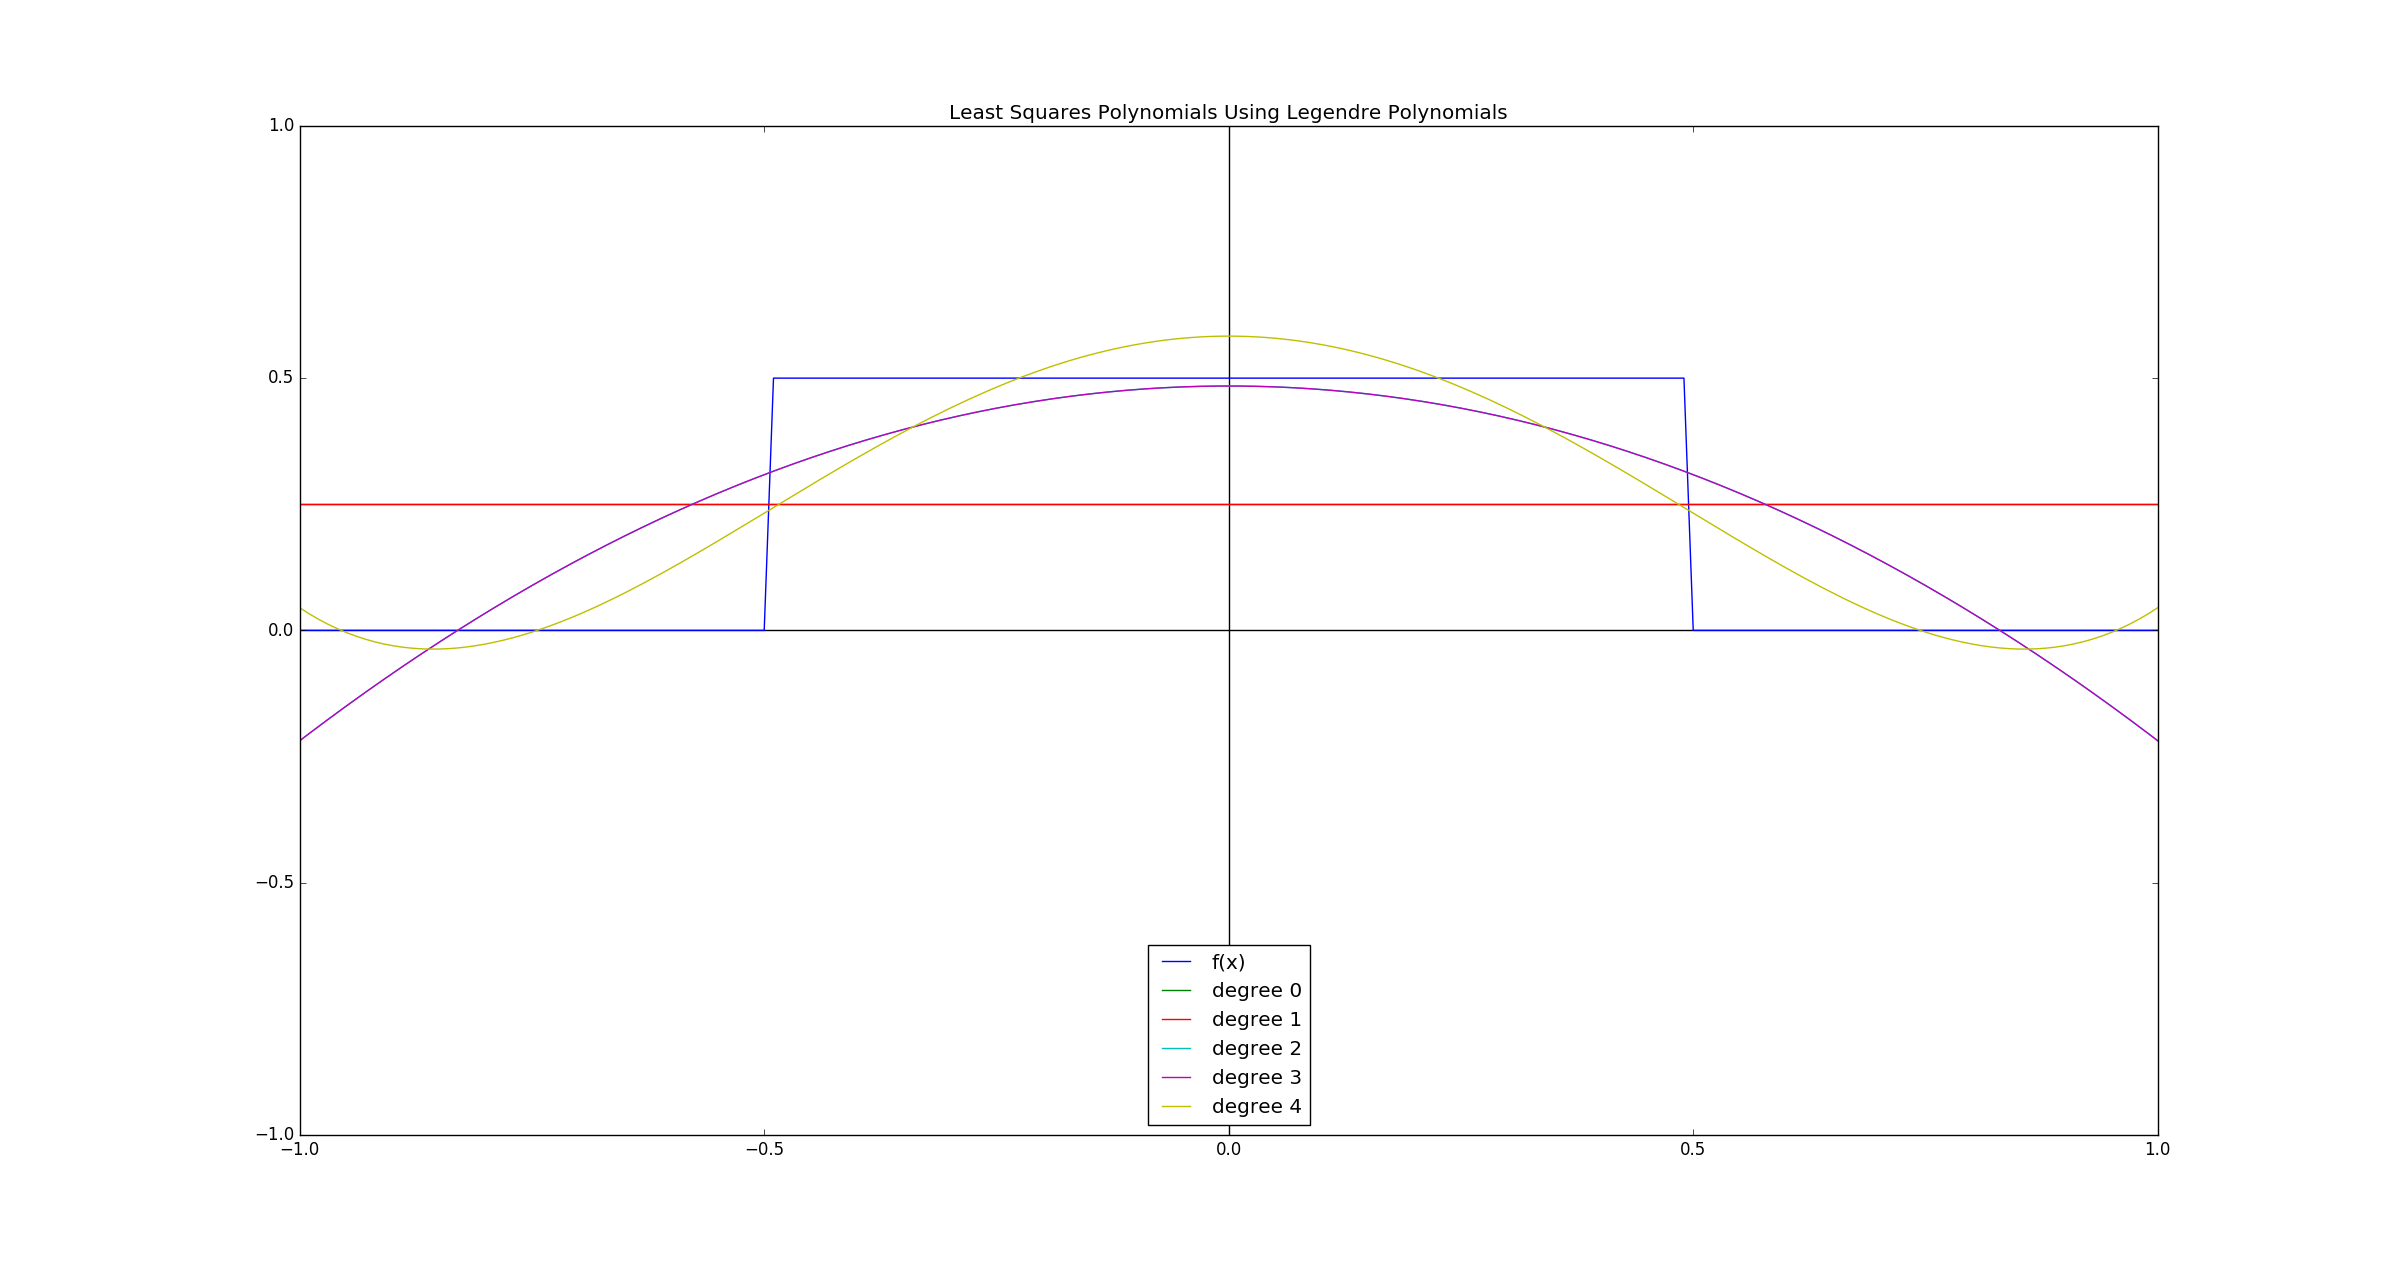 Least Squares Polynomials Using Legendre Polynomials
1.0
0.5
0.0
−0.5
−1.0
−1.0 −0.5 0.0 0.5 1.0
f(x)
degree 0
degree 1
degree 2
degree 3
degree 4